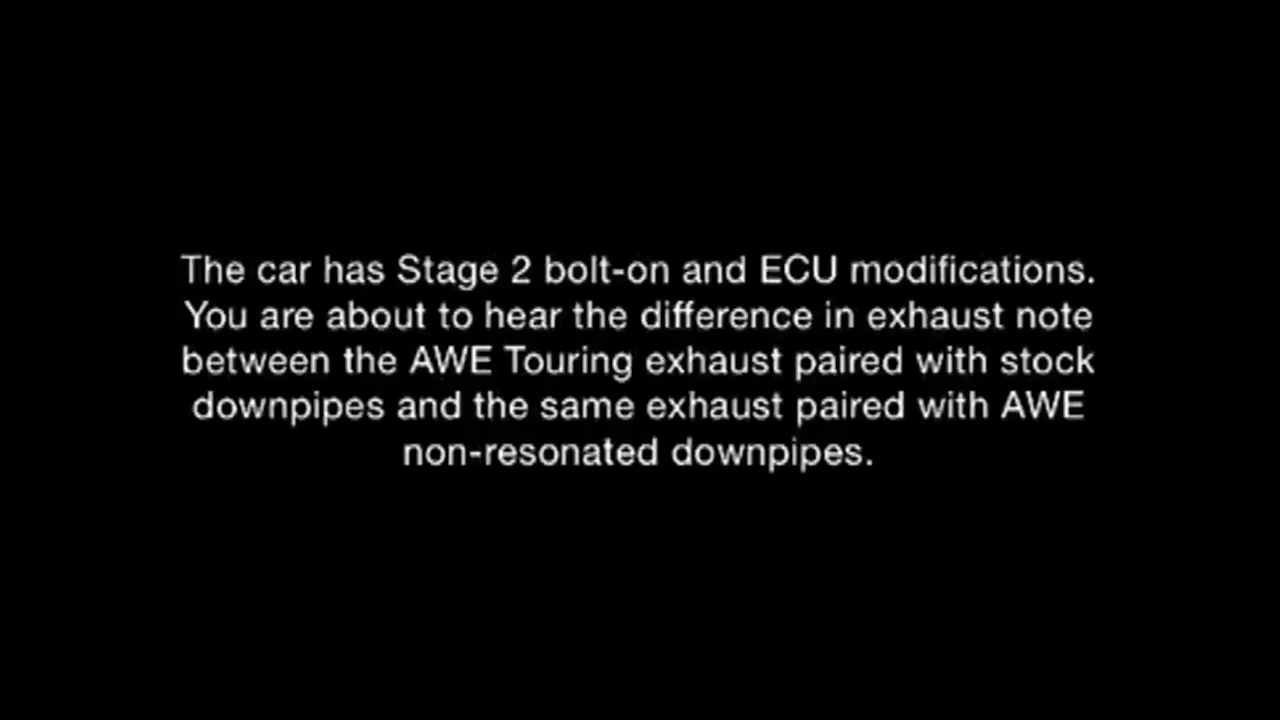 The car has Stage 2 bolt-on and ECU modifications.
You are about to hear the difference in exhaust note
between the AWE Touring exhaust paired with stock
downpipes and the same exhaust paired with AWE
non-resonated downpipes.